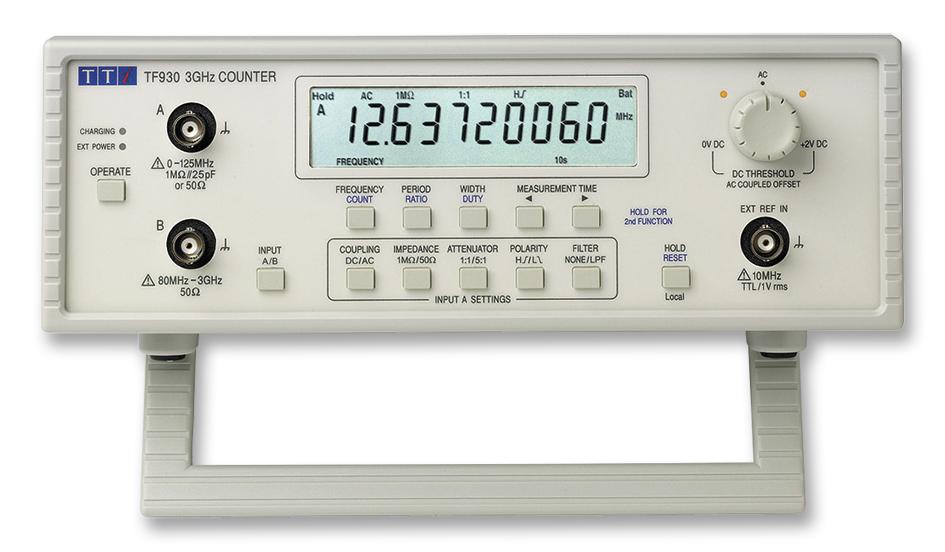 TTi TF930 3GHz COUNTER
A
CHARGING
EXT POWER
OPERATE
⚠ 0-125MHz
1MΩ//25pF
or 50Ω
B
⚠ 80MHz-3GHz
50Ω
INPUT
A/B
Hold AC 1MΩ 1:1 H Bat
A 12.63720060 MHz
FREQUENCY 10s
FREQUENCY PERIOD WIDTH MEASUREMENT TIME
COUNT RATIO DUTY ◀ ▶
HOLD FOR
2nd FUNCTION
COUPLING IMPEDANCE ATTENUATOR POLARITY FILTER
DC/AC 1MΩ/50Ω 1:1/5:1 H.⎍/L⎍ NONE/LPF
INPUT A SETTINGS
HOLD
RESET
Local
AC
0V DC +2V DC
DC THRESHOLD
AC COUPLED OFFSET
EXT REF IN
⚠ 10MHz
TTL/1V rms